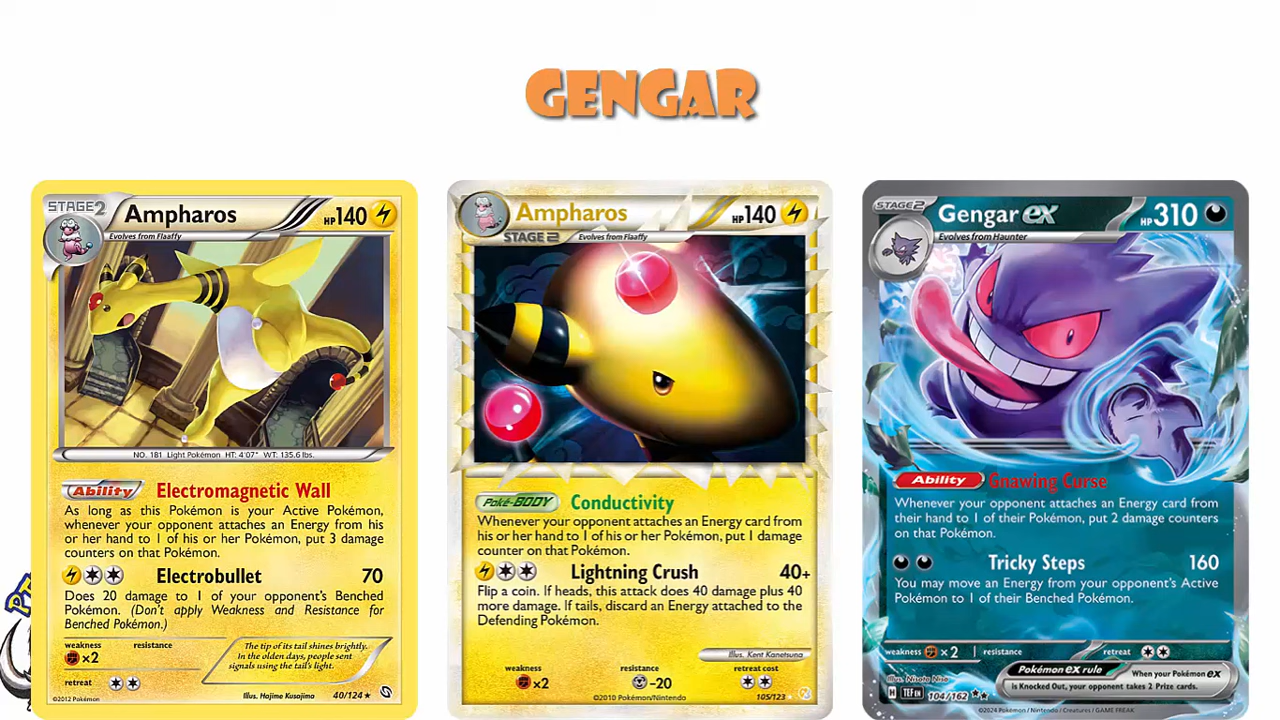 GENGAR
STAGE2
Ampharos
HP140
Evolves from Flaaffy
NO. 181 Light Pokémon HT: 4'07" WT: 135.6 lbs.
Ability Electromagnetic Wall
As long as this Pokémon is your Active Pokémon,
whenever your opponent attaches an Energy from his
or her hand to 1 of his or her Pokémon, put 3 damage
counters on that Pokémon.
Electrobullet 70
Does 20 damage to 1 of your opponent's Benched
Pokémon. (Don't apply Weakness and Resistance for
Benched Pokémon.)
weakness resistance
×2
The tip of its tail shines brightly.
In the olden days, people sent
signals using the tail's light.
retreat
©2012 Pokémon
Illus. Hajime Kusajima
40/124★
Ampharos
HP140
STAGE 2
Evolves from Flaaffy
Poké-BODY Conductivity
Whenever your opponent attaches an Energy card from
his or her hand to 1 of his or her Pokémon, put 1 damage
counter on that Pokémon.
Lightning Crush 40+
Flip a coin. If heads, this attack does 40 damage plus 40
more damage. If tails, discard an Energy attached to the
Defending Pokémon.
Illus. Kent Kanetsuna
weakness resistance retreat cost
×2 -20
©2010 Pokémon/Nintendo
105/123
STAGE2
Gengar ex
HP310
Evolves from Haunter
Ability Gnawing Curse
Whenever your opponent attaches an Energy card from
their hand to 1 of their Pokémon, put 2 damage counters
on that Pokémon.
Tricky Steps 160
You may move an Energy from your opponent's Active
Pokémon to 1 of their Benched Pokémon.
weakness ×2 resistance retreat
Pokémon ex rule When your Pokémon ex
is Knocked Out, your opponent takes 2 Prize cards.
H TEF EN 104/162 ★★
©2024 Pokémon / Nintendo / Creatures / GAME FREAK